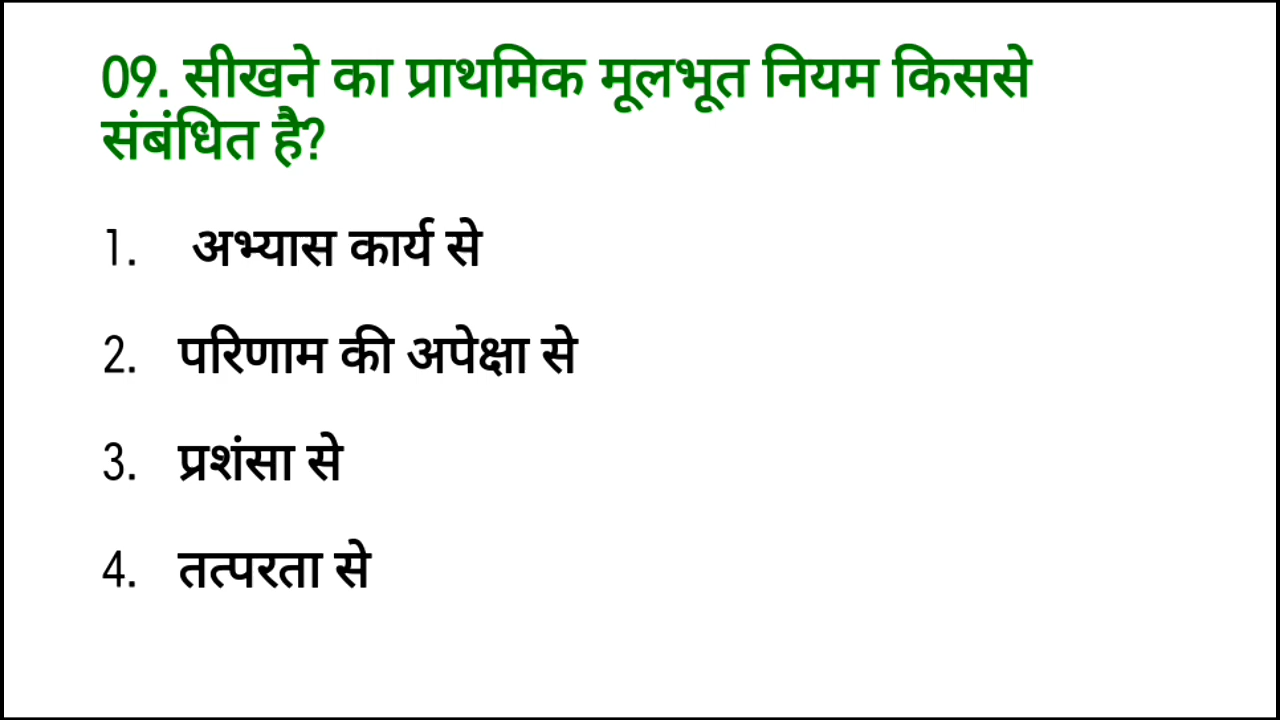 09. सीखने का प्राथमिक मूलभूत नियम किससे
संबंधित है?
1. अभ्यास कार्य से
2. परिणाम की अपेक्षा से
3. प्रशंसा से
4. तत्परता से